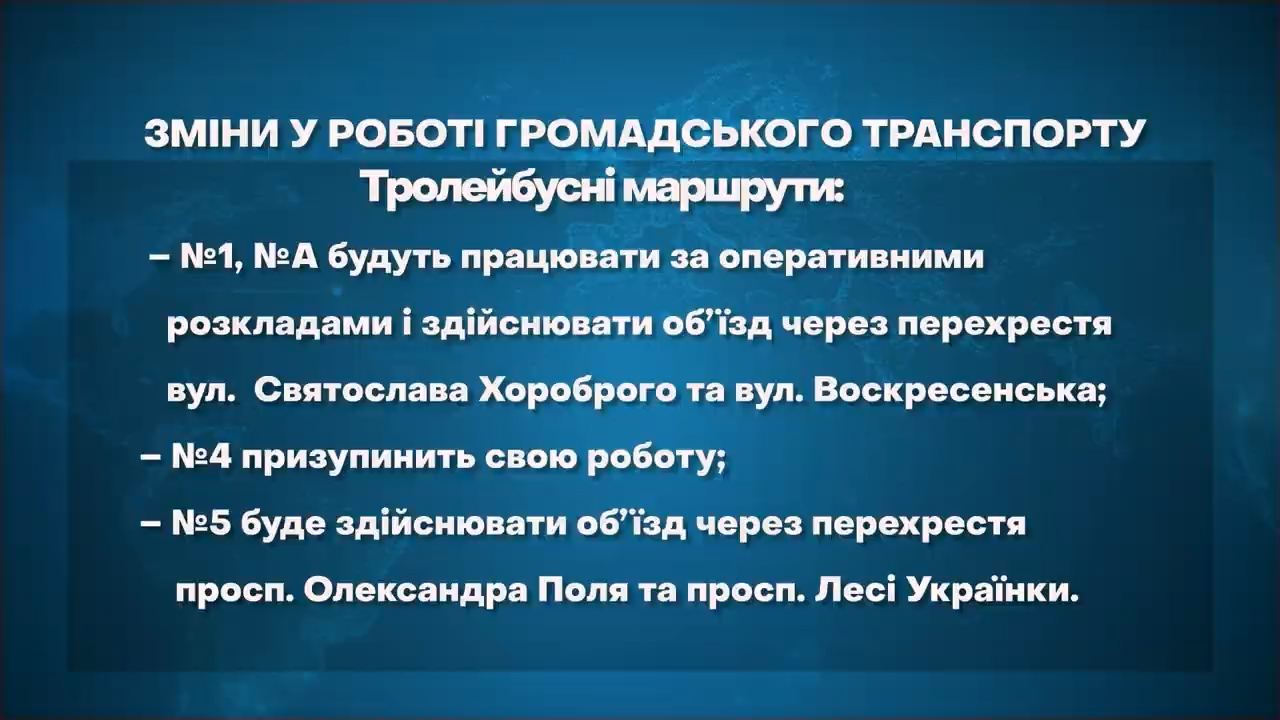 ЗМІНИ У РОБОТІ ГРОМАДСЬКОГО ТРАНСПОРТУ
Тролейбусні маршрути:
– №1, №А будуть працювати за оперативними
розкладами і здійснювати об’їзд через перехрестя
вул. Святослава Хороброго та вул. Воскресенська;
– №4 призупинить свою роботу;
– №5 буде здійснювати об’їзд через перехрестя
просп. Олександра Поля та просп. Лесі Українки.